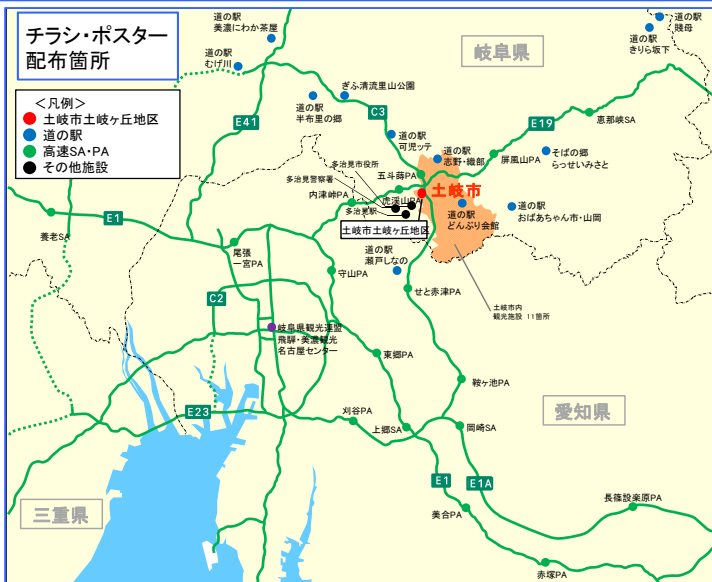 チラシ・ポスター
配布箇所
＜凡例＞
土岐市土岐ヶ丘地区
道の駅
高速SA・PA
その他施設
道の駅
美濃にわか茶屋
道の駅
むげ川
岐阜県
道の駅
賤母
道の駅
きりら坂下
道の駅
半布里の郷
ぎふ清流里山公園
E41
C3
E19
恵那峡SA
道の駅
可児ッテ
道の駅
志野・織部
屏風山PA
そばの郷
らっせいみさと
五斗蒔PA
多治見市役所
多治見警察署
内津峠PA
虎渓山PA
多治見駅
土岐市
土岐市土岐ヶ丘地区
道の駅
どんぶり会館
道の駅
おばあちゃん市・山岡
E1
養老SA
尾張
一宮PA
守山PA
道の駅
瀬戸しなの
せと赤津PA
土岐市内
観光施設 11箇所
C2
岐阜県観光連盟
飛騨・美濃観光
名古屋センター
東郷PA
鞍ヶ池PA
愛知県
E23
刈谷PA
上郷SA
岡崎SA
E1
E1A
三重県
美合PA
長篠設楽原PA
赤塚PA